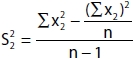 S₂² = (∑x₂² − (∑x₂)²/n) / (n − 1)